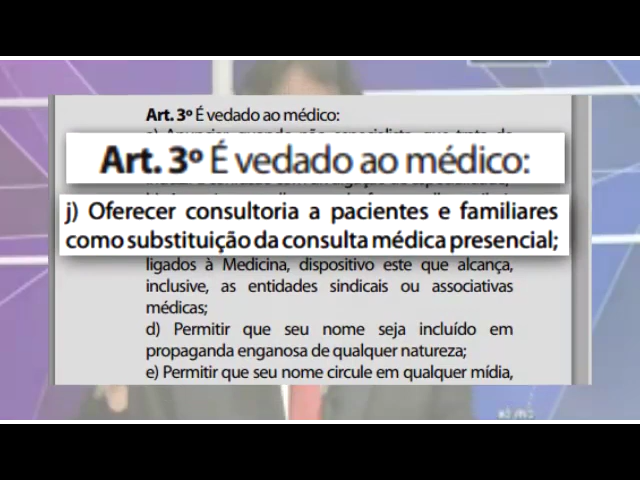 Art. 3º É vedado ao médico:
Art. 3º É vedado ao médico:
j) Oferecer consultoria a pacientes e familiares
como substituição da consulta médica presencial;
ligados à Medicina, dispositivo este que alcança,
inclusive, as entidades sindicais ou associativas
médicas;
d) Permitir que seu nome seja incluído em
propaganda enganosa de qualquer natureza;
e) Permitir que seu nome circule em qualquer mídia,